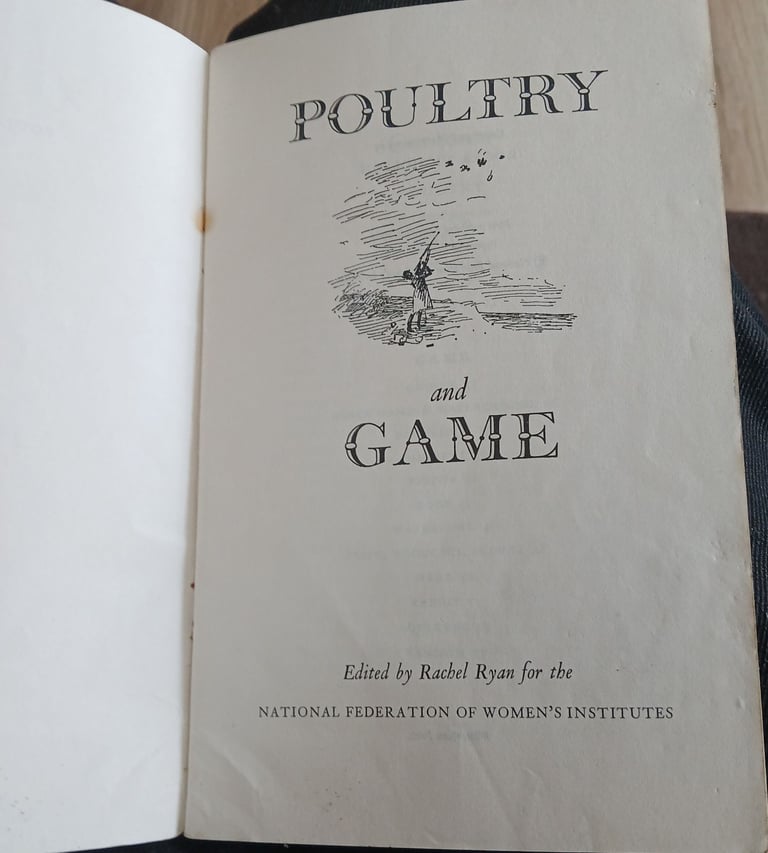 POULTRY
and
GAME
Edited by Rachel Ryan for the
NATIONAL FEDERATION OF WOMEN'S INSTITUTES